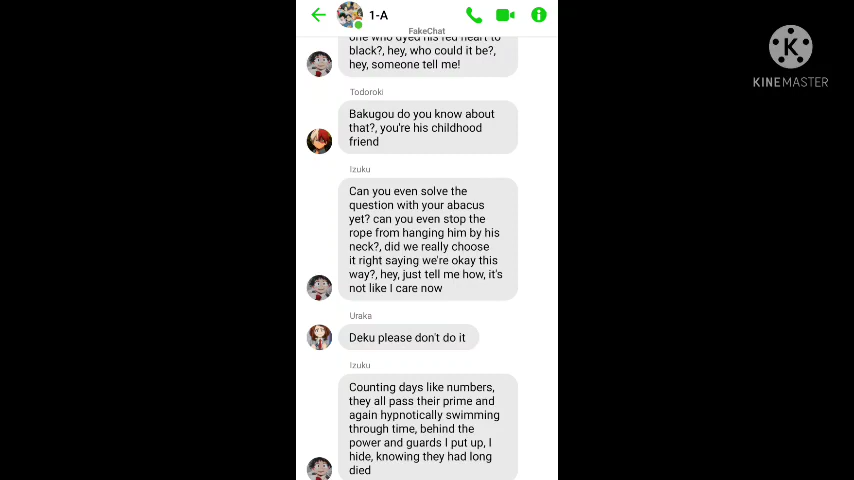 1-A
FakeChat
one who dyed his red heart to
black?, hey, who could it be?,
hey, someone tell me!
Todoroki
Bakugou do you know about
that?, you're his childhood
friend
Izuku
Can you even solve the
question with your abacus
yet? can you even stop the
rope from hanging him by his
neck?, did we really choose
it right saying we're okay this
way?, hey, just tell me how, it's
not like I care now
Uraka
Deku please don't do it
Izuku
Counting days like numbers,
they all pass their prime and
again hypnotically swimming
through time, behind the
power and guards I put up, I
hide, knowing they had long
died
K
KINEMASTER